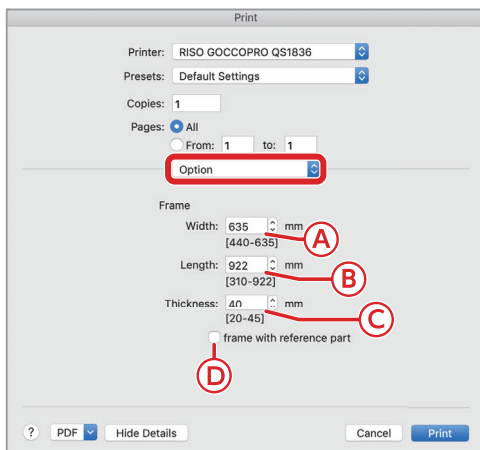 Print
Printer: RISO GOCCOPRO QS1836
Presets: Default Settings
Copies: 1
Pages: All
From: 1 to: 1
Option
Frame
Width: 635 mm
[440-635]
A
Length: 922 mm
[310-922]
B
Thickness: 40 mm
[20-45]
C
frame with reference part
D
? PDF Hide Details Cancel Print